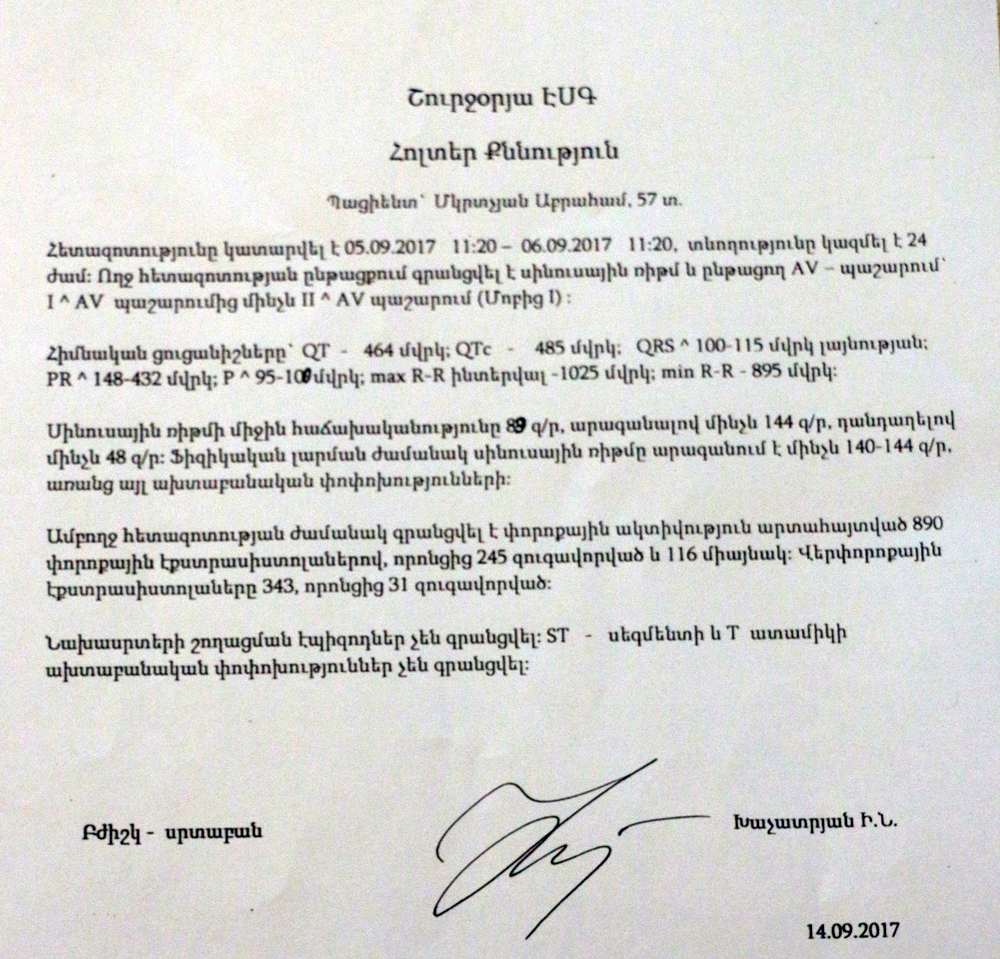 Շուրջօրյա ԷՍԳ
Հոլտեր Քննություն
Պացիենտ՝ Մկրտչյան Աբրահամ, 57 տ.
Հետազոտությունը կատարվել է 05.09.2017 11:20 – 06.09.2017 11:20, տևողությունը կազմել է 24
ժամ: Ողջ հետազոտության ընթացքում գրանցվել է սինուսային ռիթմ և ընթացող AV – պաշարում՝
I ^ AV պաշարումից մինչև II ^ AV պաշարում (Մոբից I) :
Հիմնական ցուցանիշները՝ QT - 464 մվրկ; QTc - 485 մվրկ; QRS ^ 100-115 մվրկ լայնության;
PR ^ 148-432 մվրկ; P ^ 95-100մվրկ; max R-R ինտերվալ -1025 մվրկ; min R-R - 895 մվրկ:
Սինուսային ռիթմի միջին հաճախականությունը 89 զ/ր, արագանալով մինչև 144 զ/ր, դանդաղելով
մինչև 48 զ/ր: Ֆիզիկական լարման ժամանակ սինուսային ռիթմը արագանում է մինչև 140-144 զ/ր,
առանց այլ ախտաբանական փոփոխությունների:
Ամբողջ հետազոտության ժամանակ գրանցվել է փորոքային ակտիվություն արտահայտված 890
փորոքային էքստրասիստոլաներով, որոնցից 245 զուգավորված և 116 միայնակ: Վերփորոքային
էքստրասիստոլաները 343, որոնցից 31 զուգավորված:
Նախասրտերի շողացման էպիզոդներ չեն գրանցվել: ST - սեգմենտի և T ատամիկի
ախտաբանական փոփոխություններ չեն գրանցվել:
Բժիշկ - սրտաբան
Խաչատրյան Ի.Ն.
14.09.2017